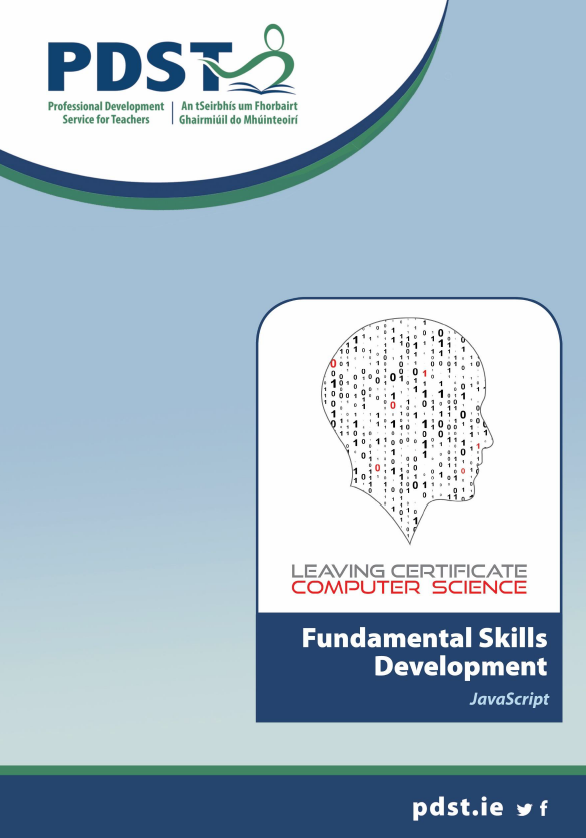 PDST
Professional Development
Service for Teachers
An tSeirbhís um Fhorbairt
Ghairmiúil do Mhúinteoirí
LEAVING CERTIFICATE
COMPUTER SCIENCE
Fundamental Skills
Development
JavaScript
pdst.ie